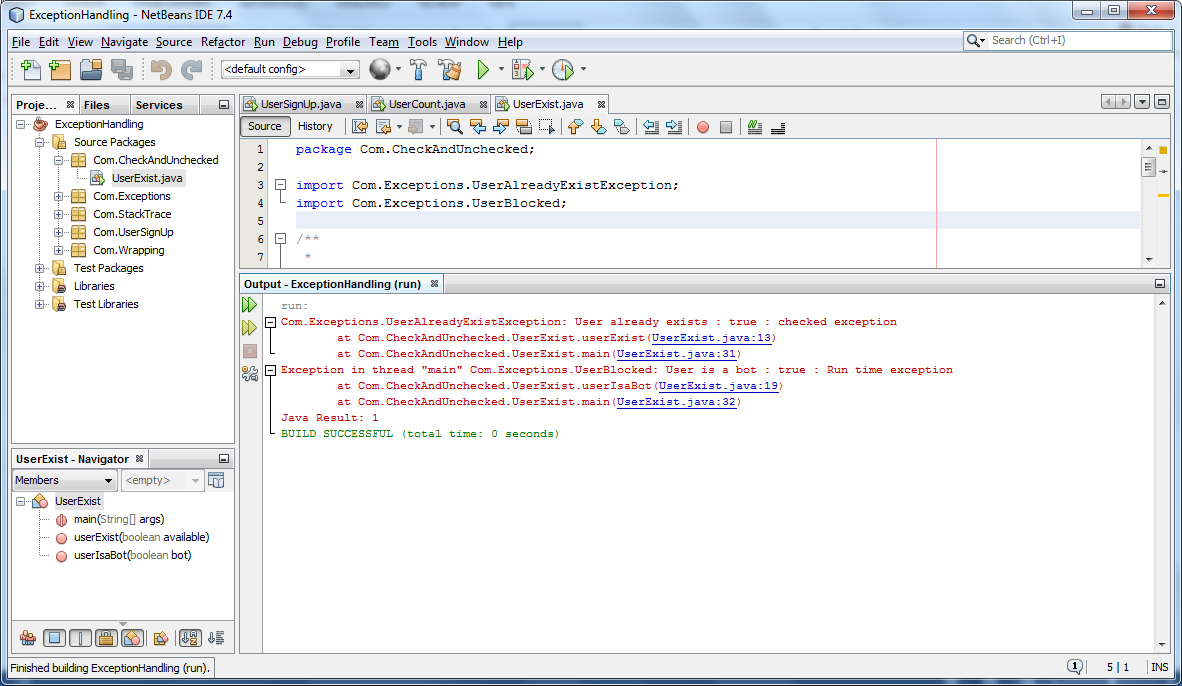 ExceptionHandling - NetBeans IDE 7.4
File Edit View Navigate Source Refactor Run Debug Profile Team Tools Window Help
Search (Ctrl+I)
<default config>
Proje... Files Services
ExceptionHandling
Source Packages
Com.CheckAndUnchecked
UserExist.java
Com.Exceptions
Com.StackTrace
Com.UserSignUp
Com.Wrapping
Test Packages
Libraries
Test Libraries
UserSignUp.java UserCount.java UserExist.java
Source History
1 package Com.CheckAndUnchecked;
2
3 import Com.Exceptions.UserAlreadyExistException;
4 import Com.Exceptions.UserBlocked;
5
6 /**
7 *
Output - ExceptionHandling (run)
run:
Com.Exceptions.UserAlreadyExistException: User already exists : true : checked exception
at Com.CheckAndUnchecked.UserExist.userExist(UserExist.java:13)
at Com.CheckAndUnchecked.UserExist.main(UserExist.java:31)
Exception in thread "main" Com.Exceptions.UserBlocked: User is a bot : true : Run time exception
at Com.CheckAndUnchecked.UserExist.userIsaBot(UserExist.java:19)
at Com.CheckAndUnchecked.UserExist.main(UserExist.java:32)
Java Result: 1
BUILD SUCCESSFUL (total time: 0 seconds)
UserExist - Navigator
Members <empty>
UserExist
main(String[] args)
userExist(boolean available)
userIsaBot(boolean bot)
Finished building ExceptionHandling (run).
1 5 | 1 INS